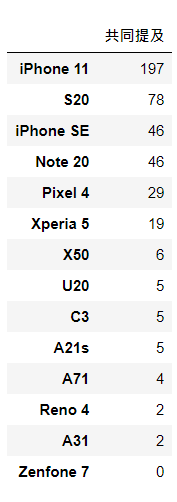 共同提及
iPhone 11 197
S20 78
iPhone SE 46
Note 20 46
Pixel 4 29
Xperia 5 19
X50 6
U20 5
C3 5
A21s 5
A71 4
Reno 4 2
A31 2
Zenfone 7 0